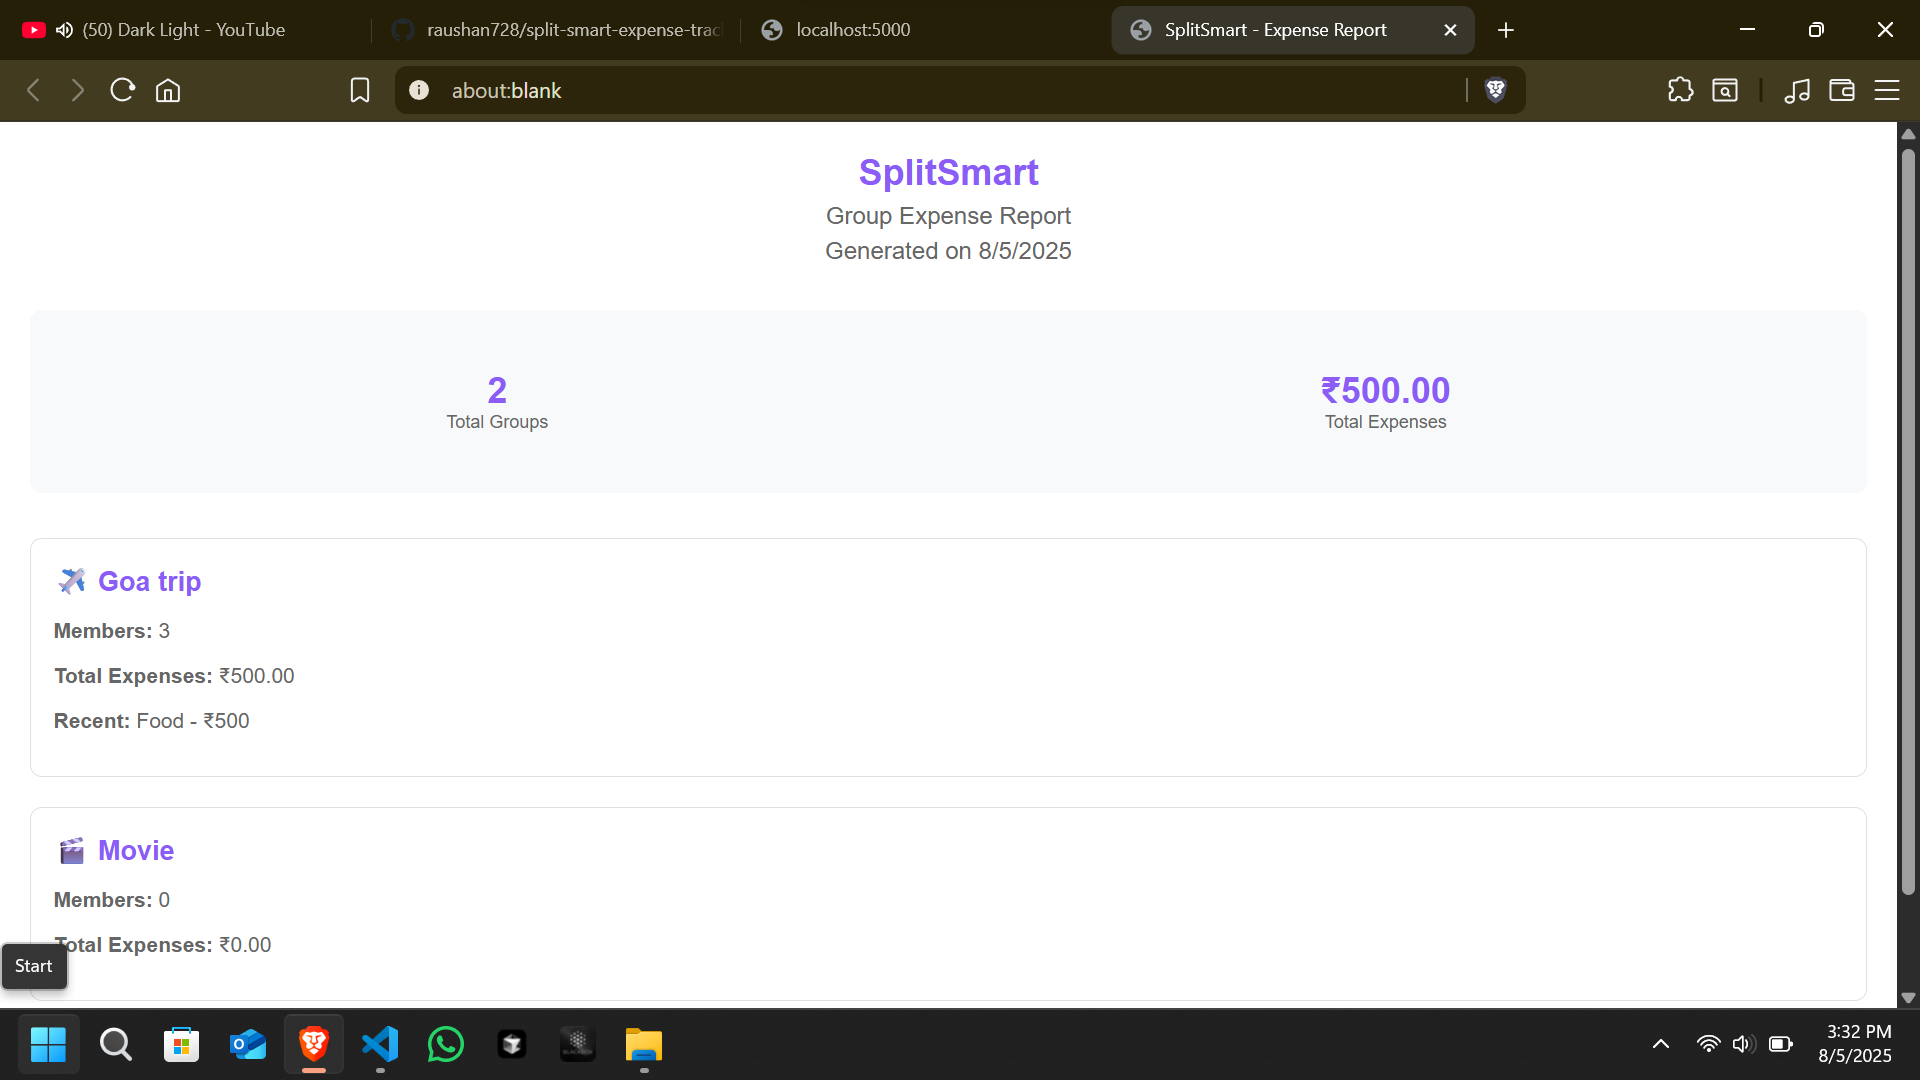 (50) Dark Light - YouTube
raushan728/split-smart-expense-trac
localhost:5000
SplitSmart - Expense Report
about:blank
SplitSmart
Group Expense Report
Generated on 8/5/2025
2
Total Groups
₹500.00
Total Expenses
Goa trip
Members: 3
Total Expenses: ₹500.00
Recent: Food - ₹500
Movie
Members: 0
Total Expenses: ₹0.00
Start
3:32 PM
8/5/2025